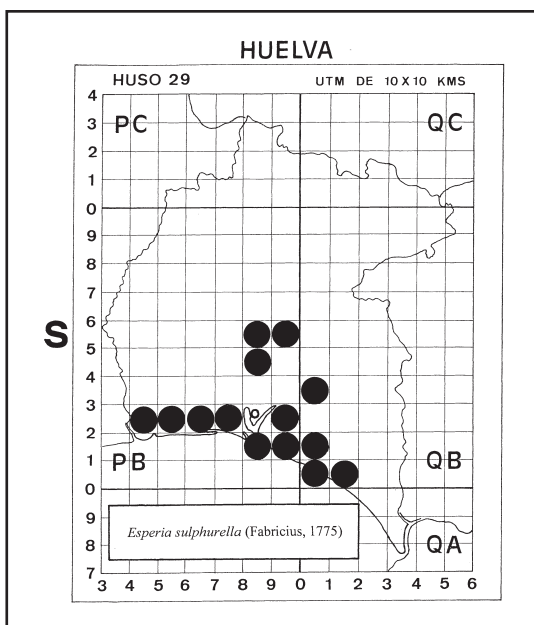 HUELVA
HUSO 29 UTM DE 10 X 10 KMS
4
PC QC
3
2
1
0
9
8
7
S
6
5
4
3
2
PB QB
1
0
9
Esperia sulphurella (Fabricius, 1775)
8
QA
7
3 4 5 6 7 8 9 0 1 2 3 4 5 6